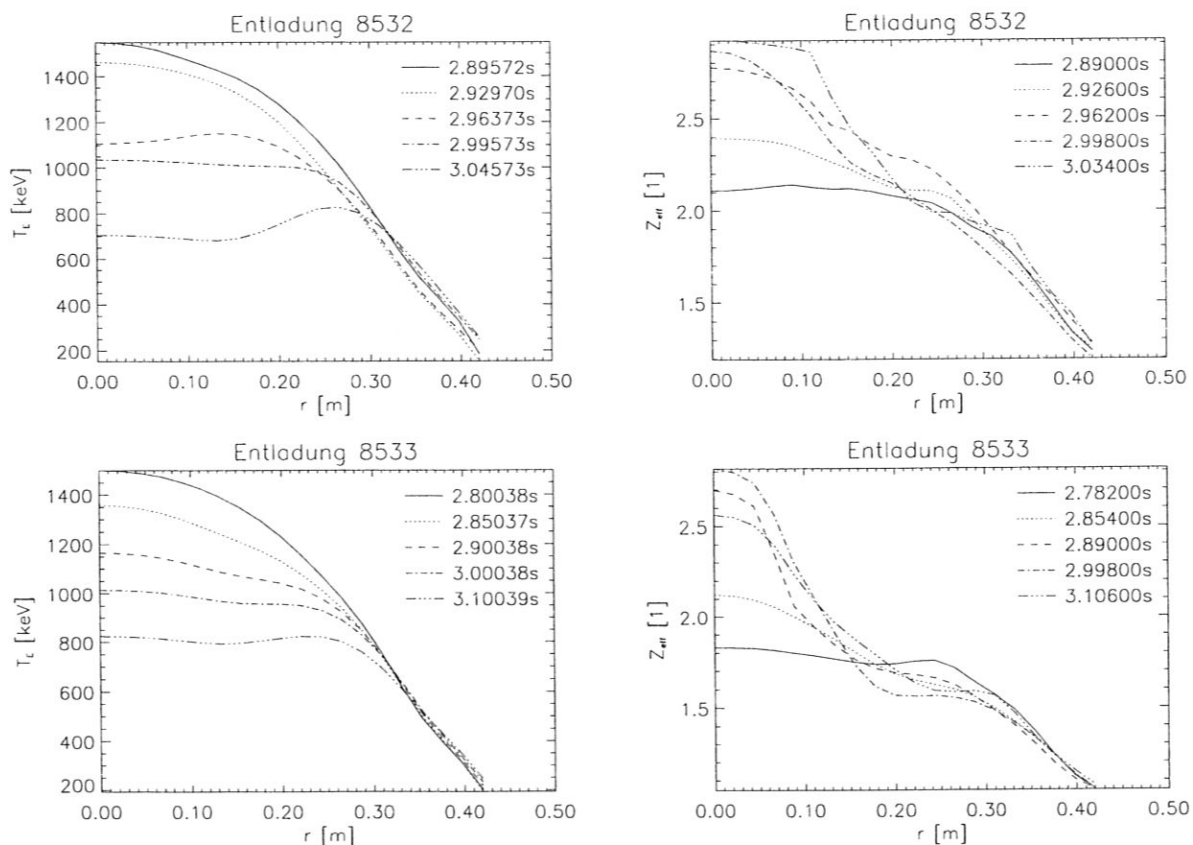 Entladung 8532
T_e [keV]
1400
1200
1000
800
600
400
200
2.89572s
2.92970s
2.96373s
2.99573s
3.04573s
0.00 0.10 0.20 0.30 0.40 0.50
r [m]
Entladung 8532
Z_eff [1]
2.5
2.0
1.5
2.89000s
2.92600s
2.96200s
2.99800s
3.03400s
0.00 0.10 0.20 0.30 0.40 0.50
r [m]
Entladung 8533
T_e [keV]
1400
1200
1000
800
600
400
200
2.80038s
2.85037s
2.90038s
3.00038s
3.10039s
0.00 0.10 0.20 0.30 0.40 0.50
r [m]
Entladung 8533
Z_eff [1]
2.5
2.0
1.5
2.78200s
2.85400s
2.89000s
2.99800s
3.10600s
0.00 0.10 0.20 0.30 0.40 0.50
r [m]